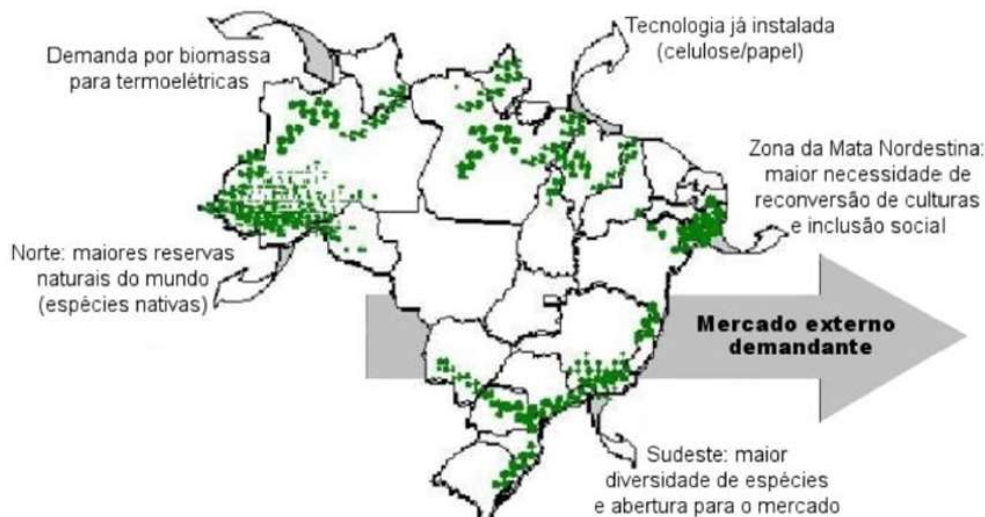 Demanda por biomassa
para termoelétricas
Tecnologia já instalada
(celulose/papel)
Zona da Mata Nordestina:
maior necessidade de
reconversão de culturas
e inclusão social
Norte: maiores reservas
naturais do mundo
(espécies nativas)
Mercado externo
demandante
Sudeste: maior
diversidade de espécies
e abertura para o mercado